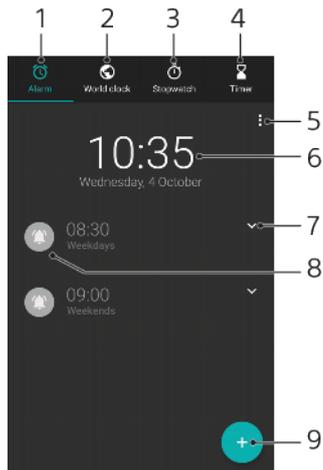 1 2 3 4
Alarm World clock Stopwatch Timer
5
10:35
6
Wednesday, 4 October
08:30
7
Weekdays
8
09:00
Weekends
9